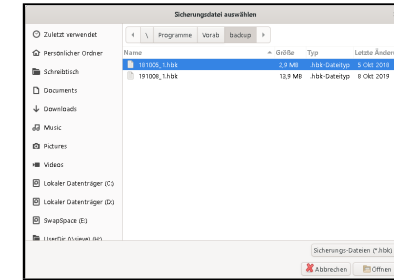 Sicherungsdatei auswählen
Zuletzt verwendet
\ Programme Vorab backup
Persönlicher Ordner
Name Größe Typ Letzte Änder
Schreibtisch
181005_1.hbk 2,9 MB .hbk-Dateityp 5 Okt 2018
191008_1.hbk 13,9 MB .hbk-Dateityp 8 Okt 2019
Documents
Downloads
Music
Pictures
Videos
Lokaler Datenträger (C:)
Lokaler Datenträger (D:)
SwapSpace (E:)
Sicherungs-Dateien (*.hbk)
Abbrechen Öffnen